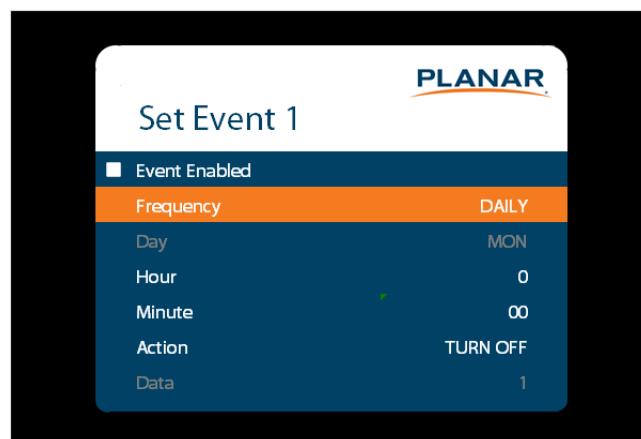 PLANAR
Set Event 1
Event Enabled
Frequency DAILY
Day MON
Hour 0
Minute 00
Action TURN OFF
Data 1